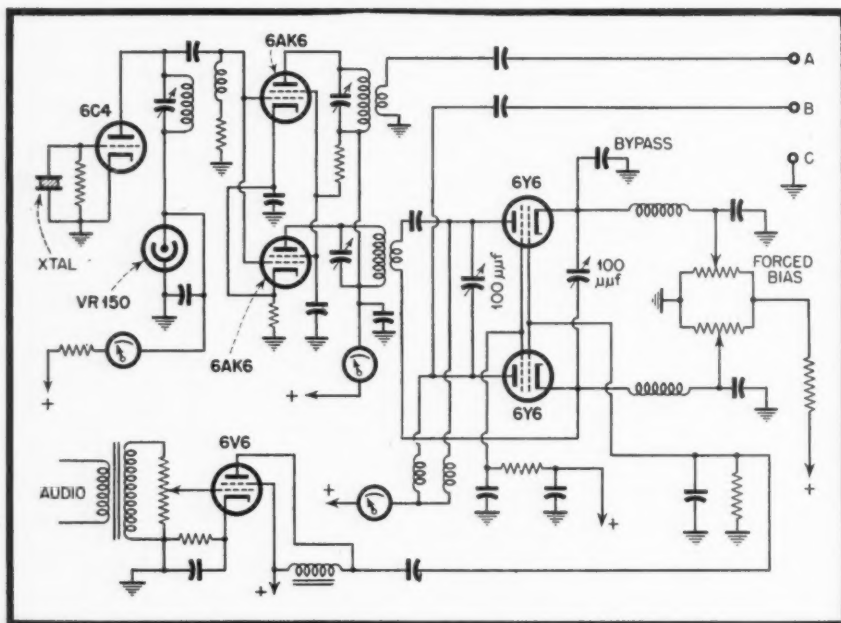 6AK6
A
6C4
B
BYPASS
C
6Y6
XTAL
100
μμf
100
μμf
FORCED
BIAS
VR150
6AK6
6Y6
+
+
+
+
6V6
AUDIO
+
+